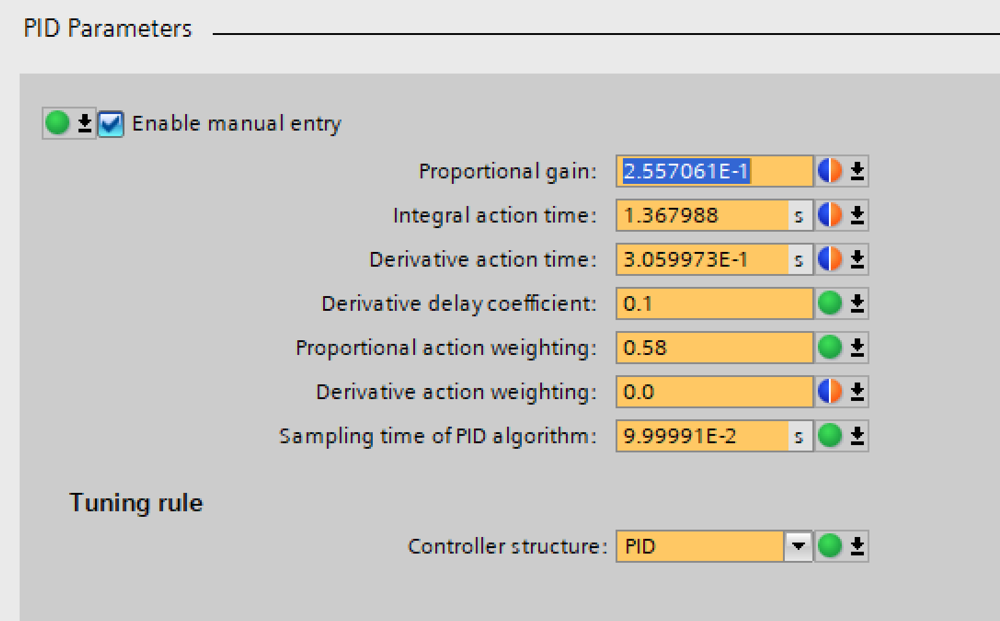 PID Parameters
Enable manual entry
Proportional gain: 2.557061E-1
Integral action time: 1.367988 s
Derivative action time: 3.059973E-1 s
Derivative delay coefficient: 0.1
Proportional action weighting: 0.58
Derivative action weighting: 0.0
Sampling time of PID algorithm: 9.99991E-2 s
Tuning rule
Controller structure: PID